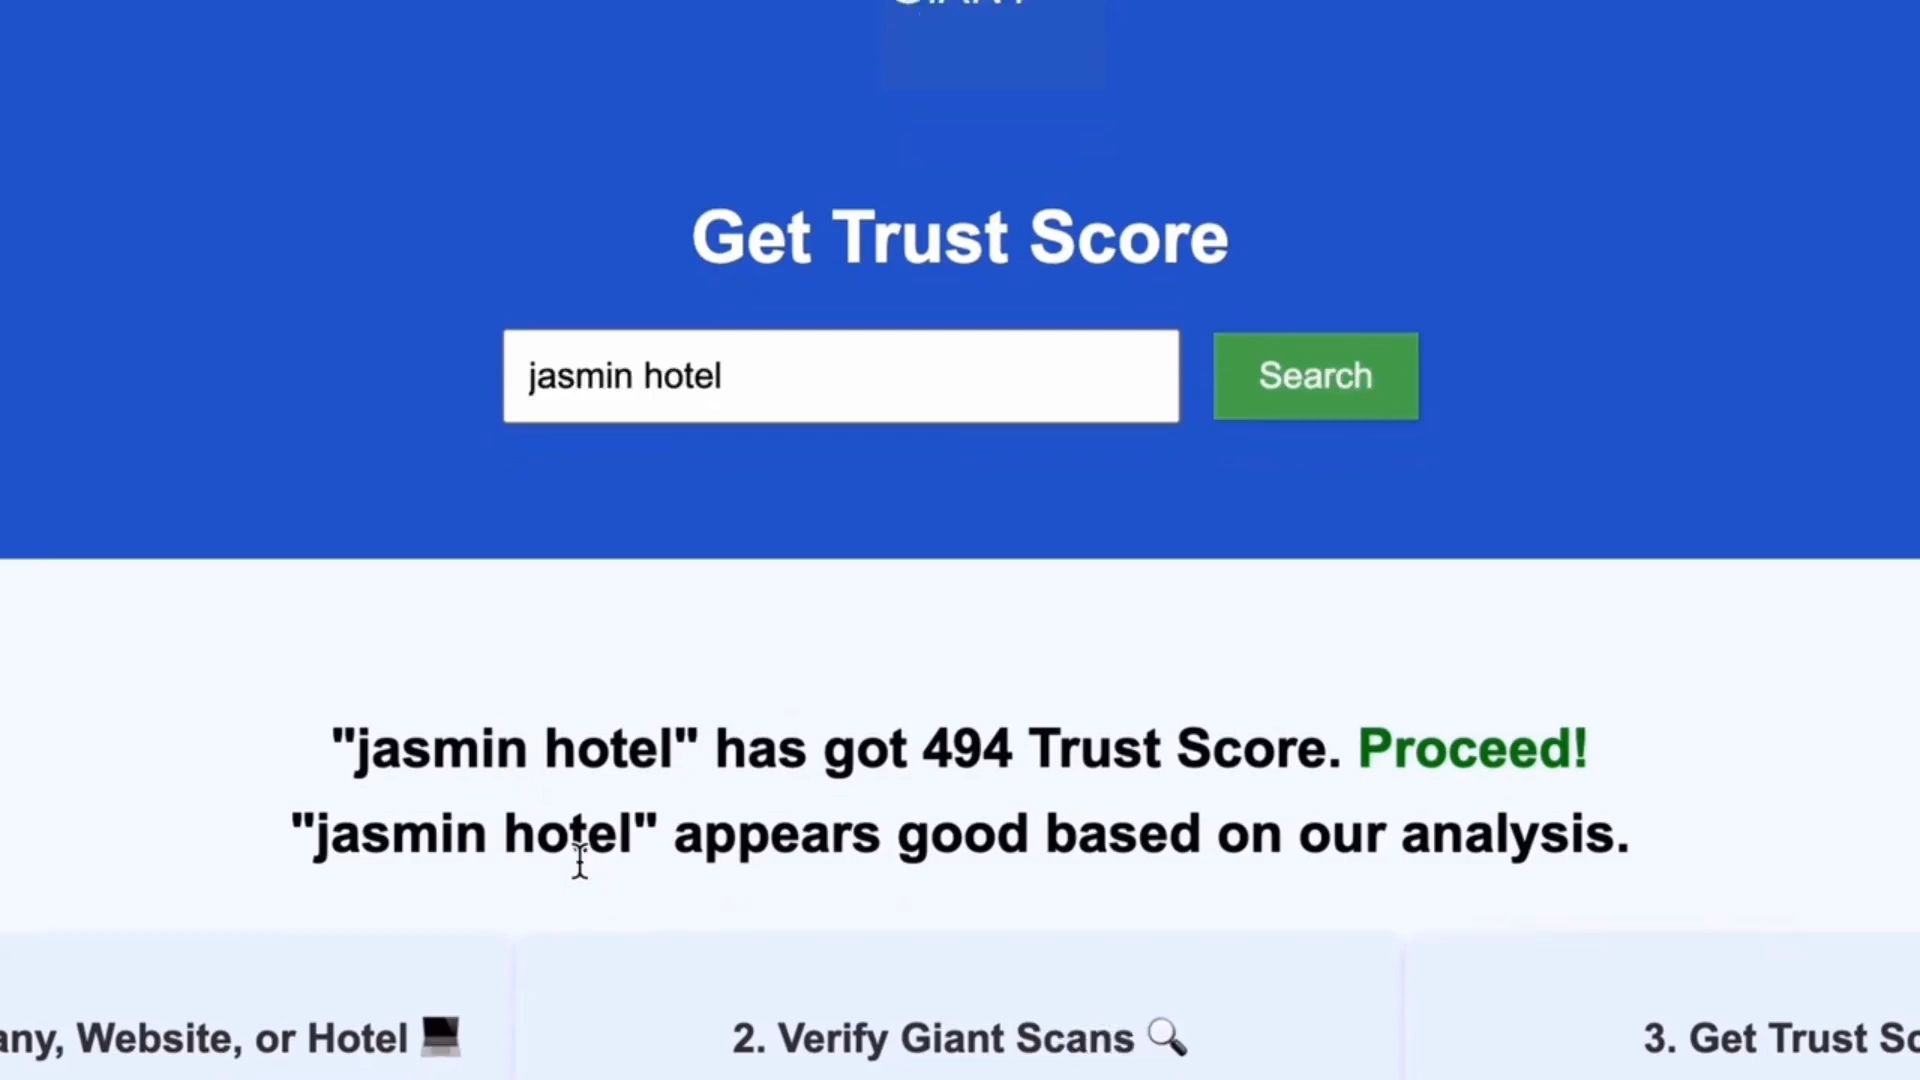 GIANT
Get Trust Score
jasmin hotel
Search
"jasmin hotel" has got 494 Trust Score. Proceed!
"jasmin hotel" appears good based on our analysis.
any, Website, or Hotel
2. Verify Giant Scans
3. Get Trust Sc